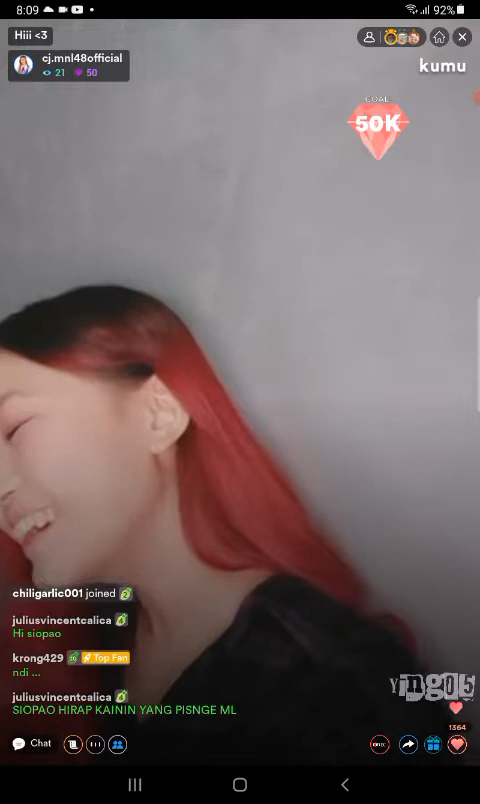 8:09
92%
Hiii <3
cj.mnl48official
21
50
kumu
GOAL
50K
chiligarlic001 joined
juliusvincentcalica
Hi siopao
krong429 Top Fan
ndi ...
juliusvincentcalica
SIOPAO HIRAP KAININ YANG PISNGE ML
Yingo5
1364
Chat